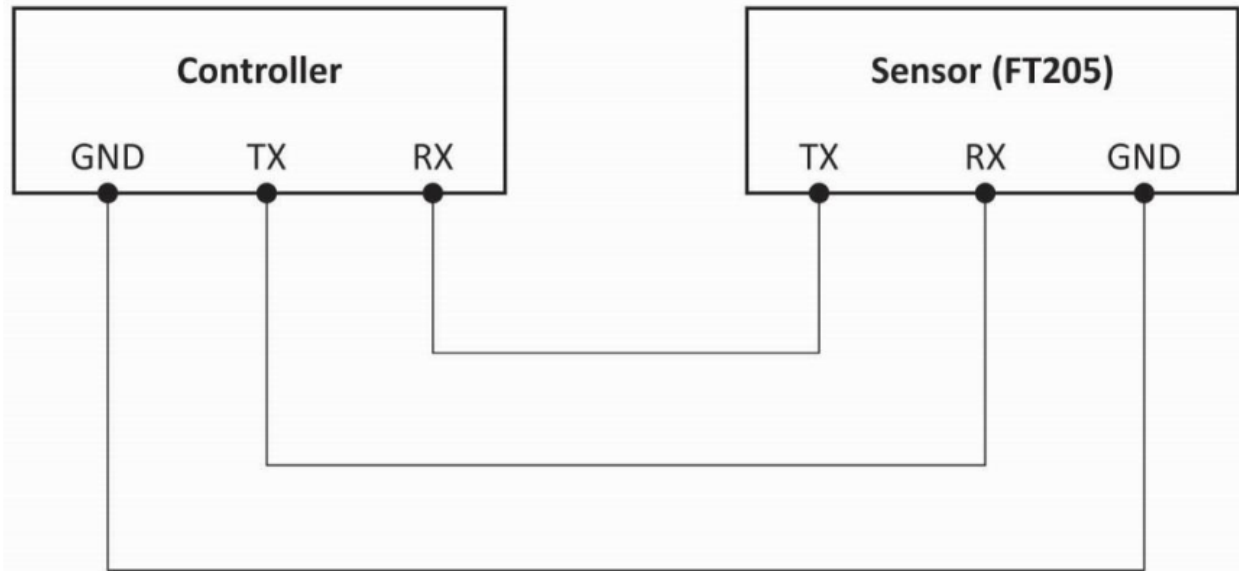 Controller
GND TX RX
Sensor (FT205)
TX RX GND